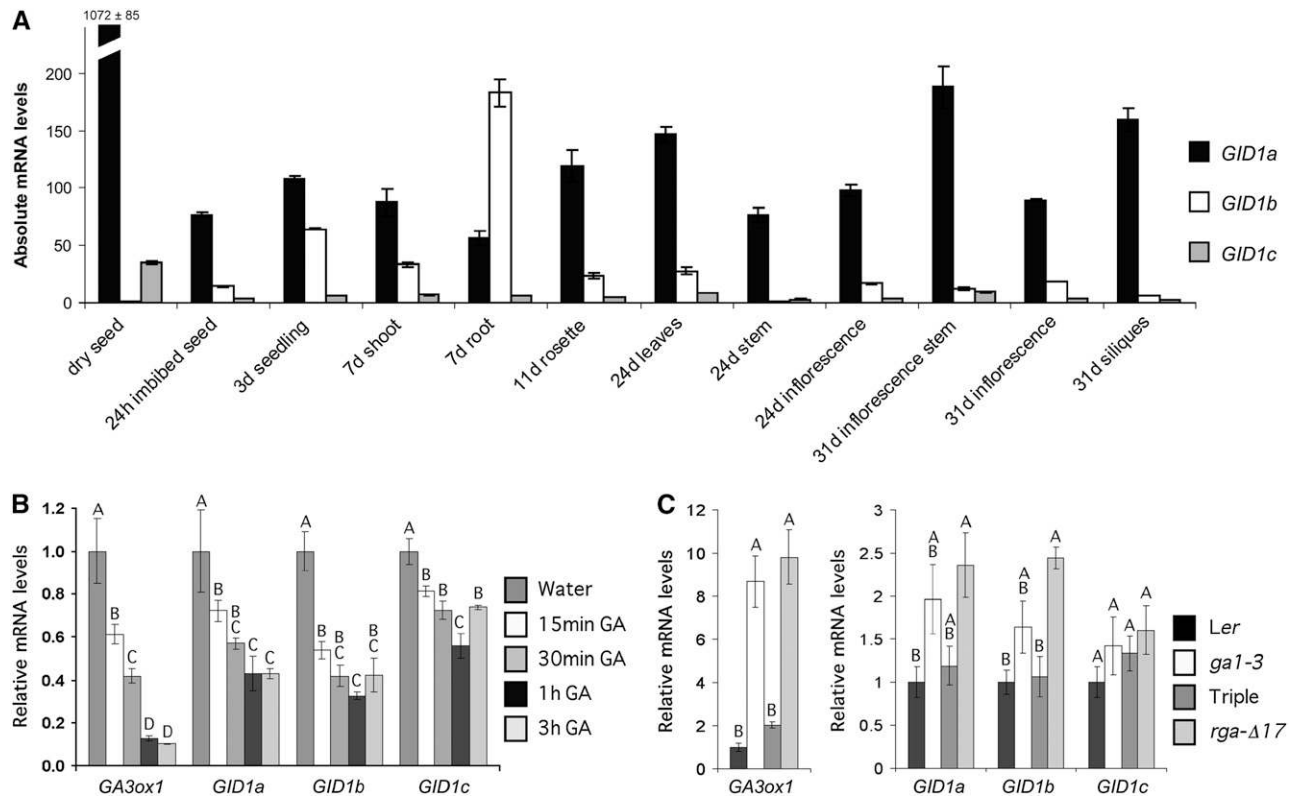 A
1072 ± 85
Absolute mRNA levels
200
150
100
50
0
dry seed
24h imbibed seed
3d seedling
7d shoot
7d root
11d rosette
24d leaves
24d stem
24d inflorescence
31d inflorescence stem
31d inflorescence
31d siliques
GID1a
GID1b
GID1c
B
Relative mRNA levels
1.2
1.0
0.8
0.6
0.4
0.2
0.0
A B C D D
A B B C C C
A B B C C B C
A B B C B
GA3ox1 GID1a GID1b GID1c
Water
15min GA
30min GA
1h GA
3h GA
C
Relative mRNA levels
12
10
8
6
4
2
0
B A B A
GA3ox1
Relative mRNA levels
3
2.5
2
1.5
1
0.5
0
B A B A B A
B A B B A
A A A A
GID1a GID1b GID1c
Ler
ga1-3
Triple
rga-Δ17